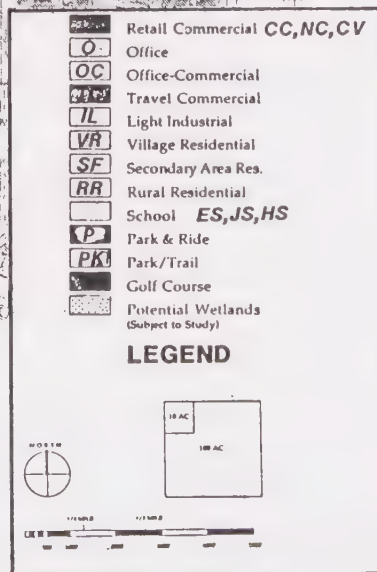 Retail Commercial CC,NC,CV
O Office
OC Office-Commercial
Travel Commercial
IL Light Industrial
VR Village Residential
SF Secondary Area Res.
RR Rural Residential
School ES,JS,HS
P Park & Ride
PK Park/Trail
Golf Course
Potential Wetlands
(Subject to Study)
LEGEND
10 AC
NORTH